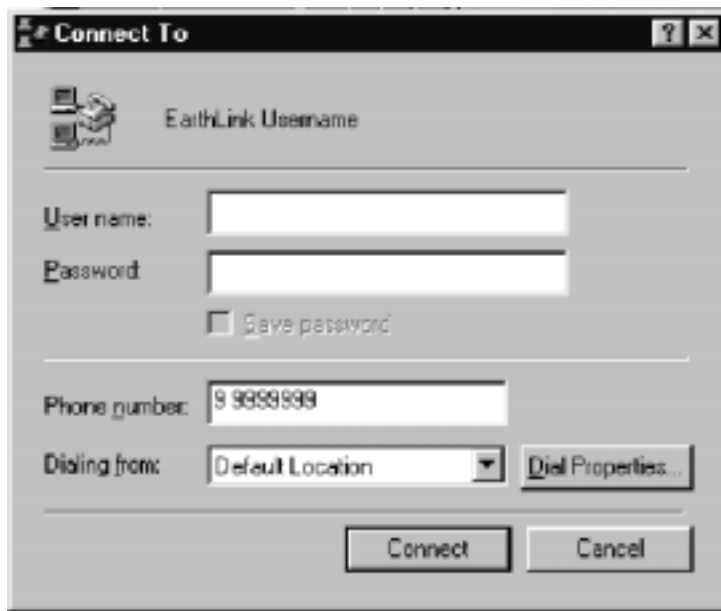 Connect To
EarthLink Username
User name:
Password:
Save password
Phone number: 9 9999999
Dialing from: Default Location Dial Properties...
Connect Cancel